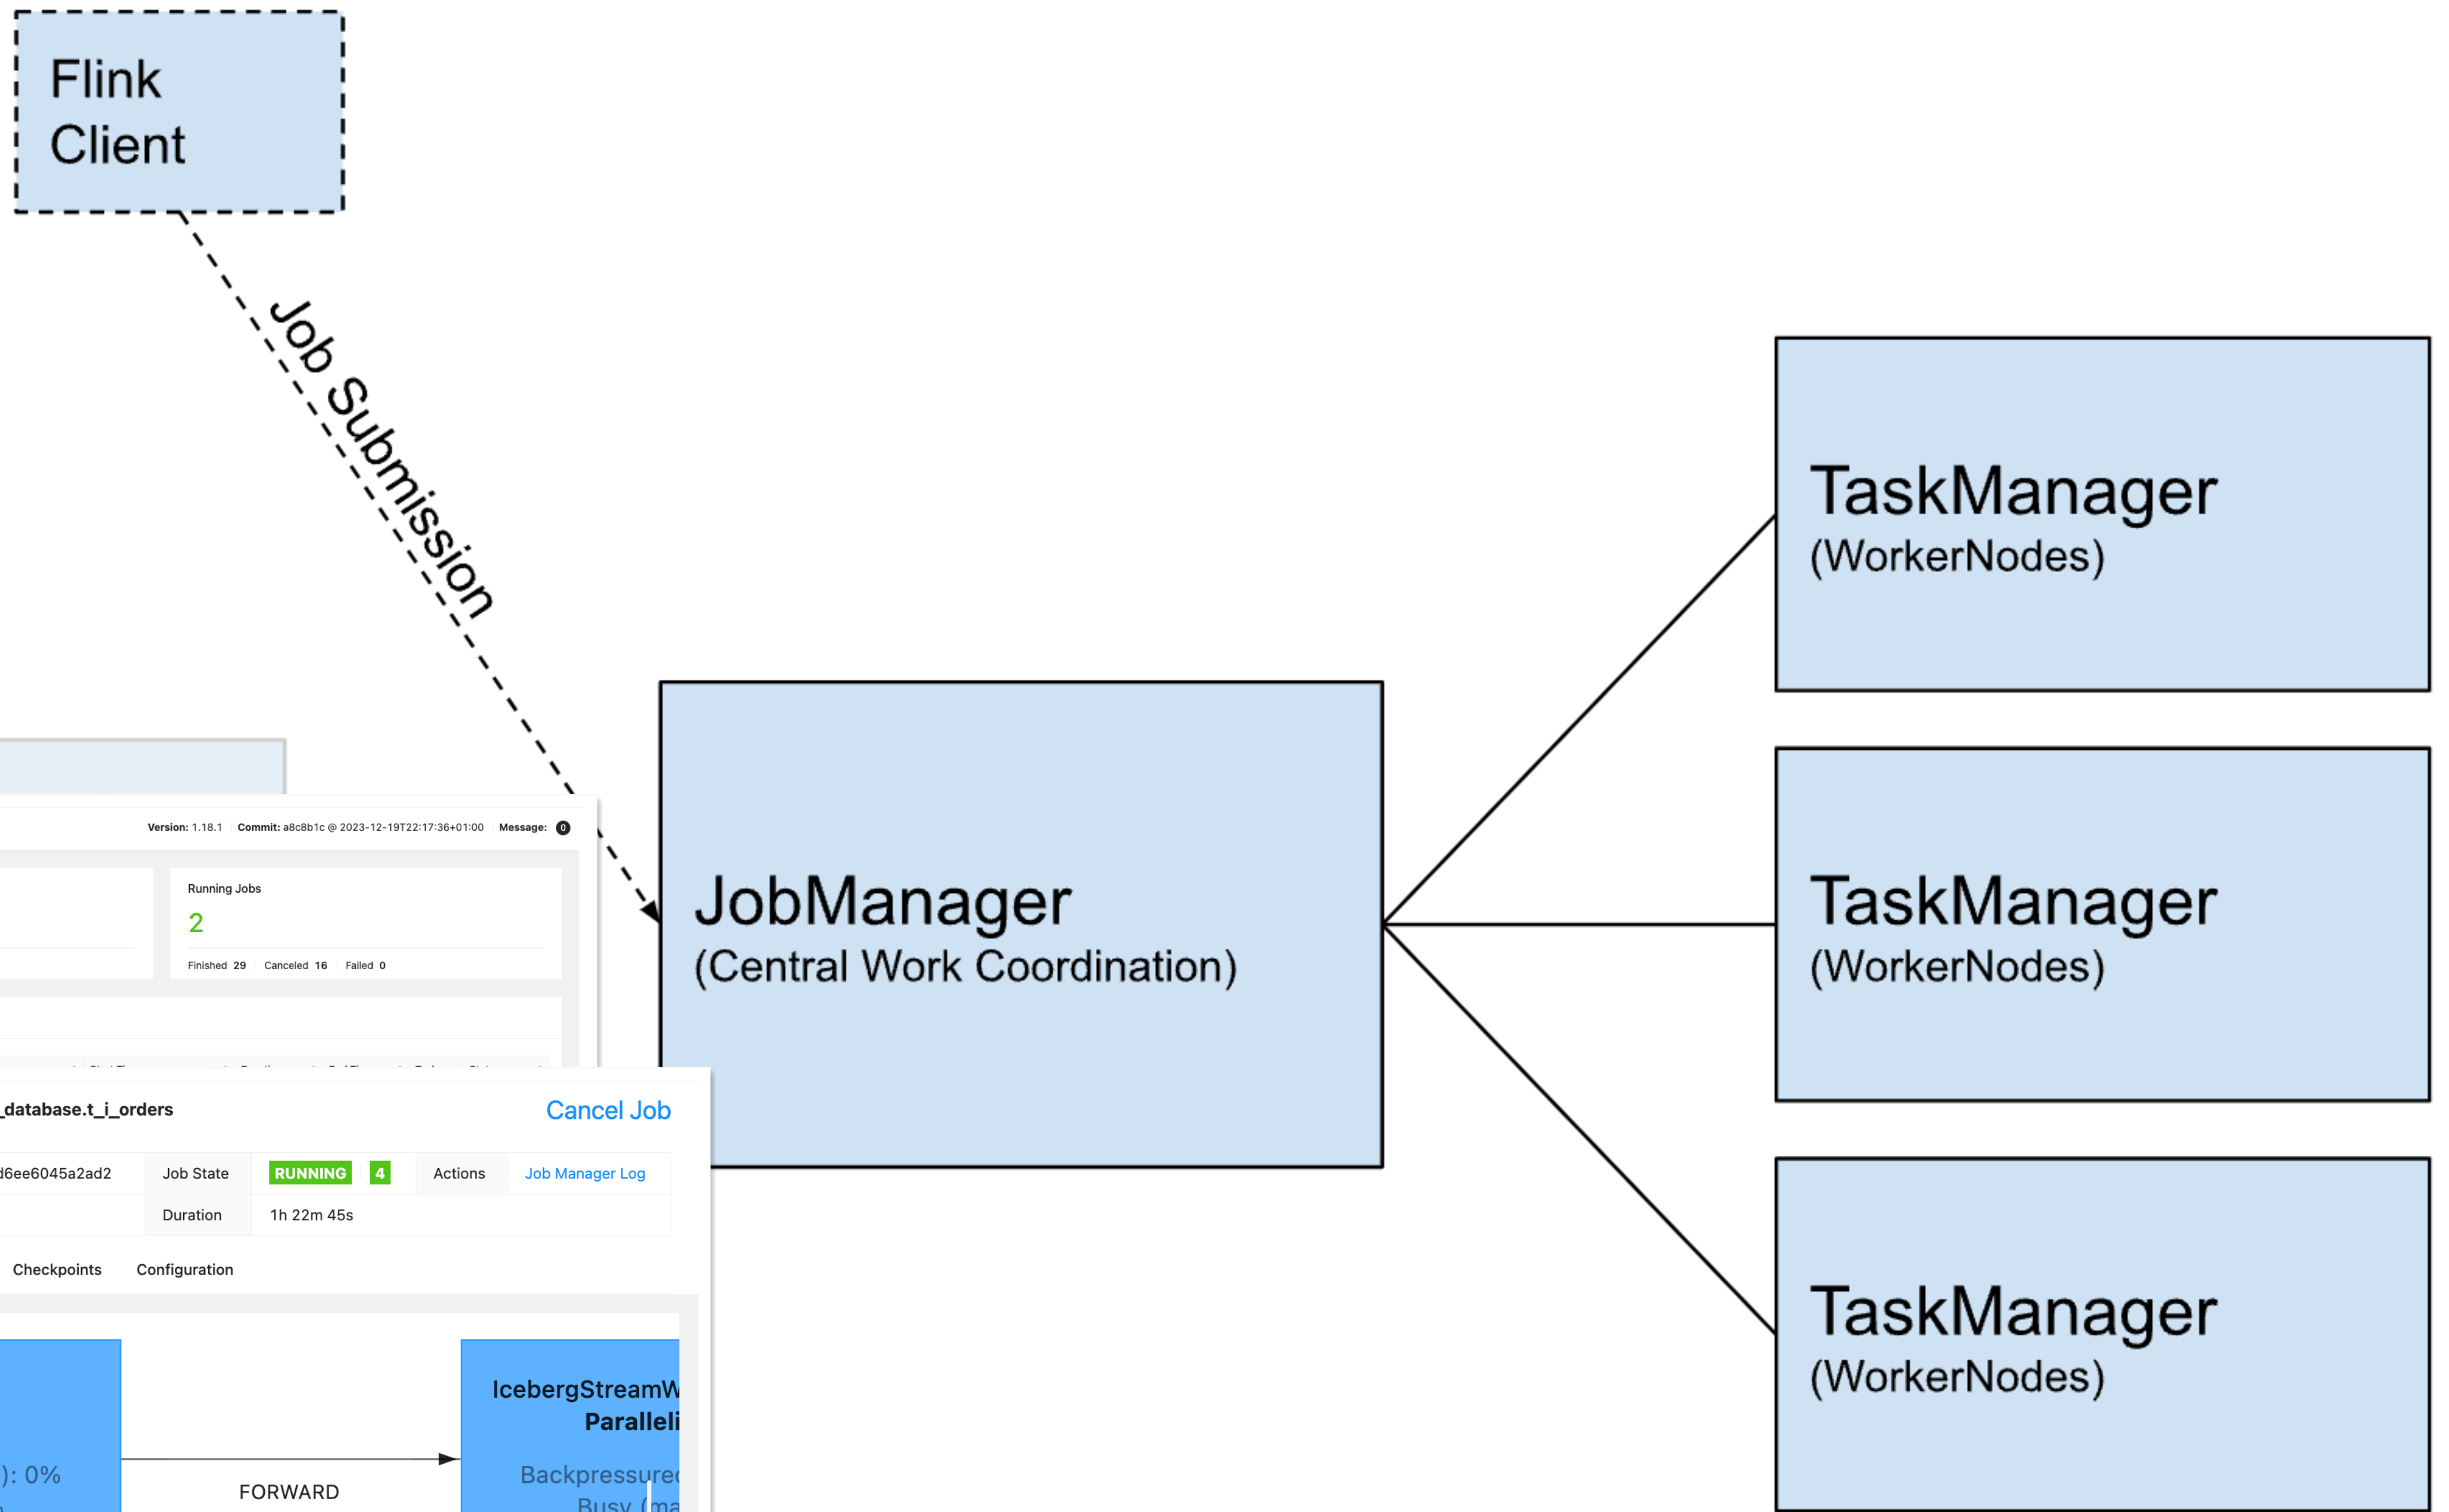 Flink
Client
Job Submission
TaskManager
(WorkerNodes)
JobManager
(Central Work Coordination)
TaskManager
(WorkerNodes)
TaskManager
(WorkerNodes)
Version: 1.18.1 Commit: a8c8b1c @ 2023-12-19T22:17:36+01:00 Message: 0
Running Jobs
2
Finished 29 Canceled 16 Failed 0
_database.t_i_orders Cancel Job
d6ee6045a2ad2 Job State RUNNING 4 Actions Job Manager Log
Duration 1h 22m 45s
Checkpoints Configuration
IcebergStreamW
Paralleli
): 0% Backpressured
FORWARD
Busy (ma